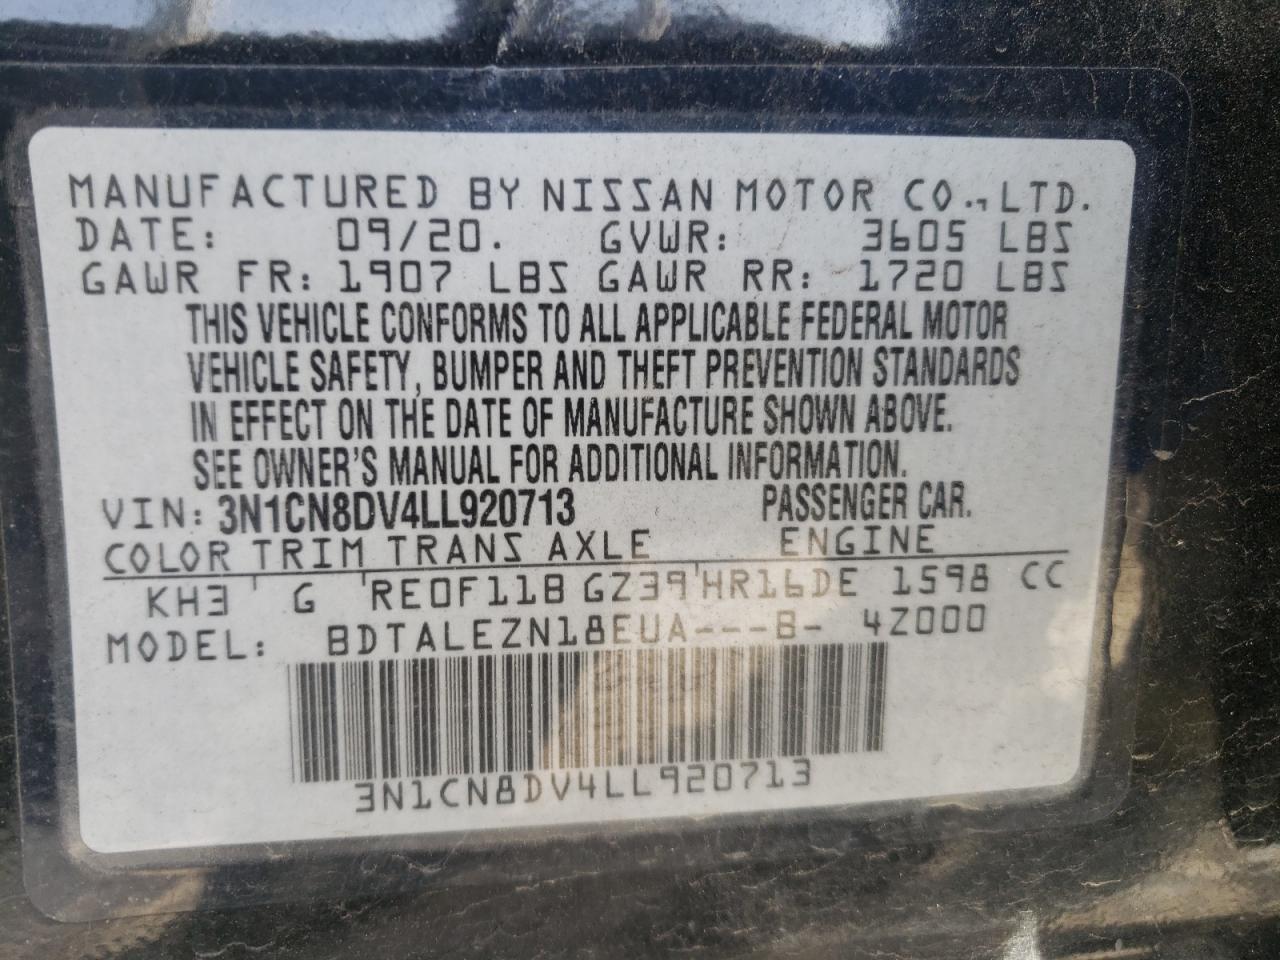 MANUFACTURED BY NISSAN MOTOR CO., LTD.
DATE: 09/20. GVWR: 3605 LBS
GAWR FR: 1907 LBS GAWR RR: 1720 LBS
THIS VEHICLE CONFORMS TO ALL APPLICABLE FEDERAL MOTOR
VEHICLE SAFETY, BUMPER AND THEFT PREVENTION STANDARDS
IN EFFECT ON THE DATE OF MANUFACTURE SHOWN ABOVE.
SEE OWNER'S MANUAL FOR ADDITIONAL INFORMATION.
VIN: 3N1CN8DV4LL920713 PASSENGER CAR.
COLOR TRIM TRANS AXLE ENGINE
KH3 ' G 'RE0F11B GZ39'HR16DE 1598 CC
MODEL: BDTALEZN18EUA---B- 4Z000
3N1CN8DV4LL920713